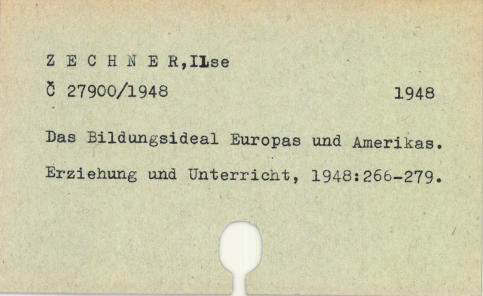 Z E C H N E R,Ilse
Č 27900/1948 1948
Das Bildungsideal Europas und Amerikas.
Erziehung und Unterricht, 1948:266-279.